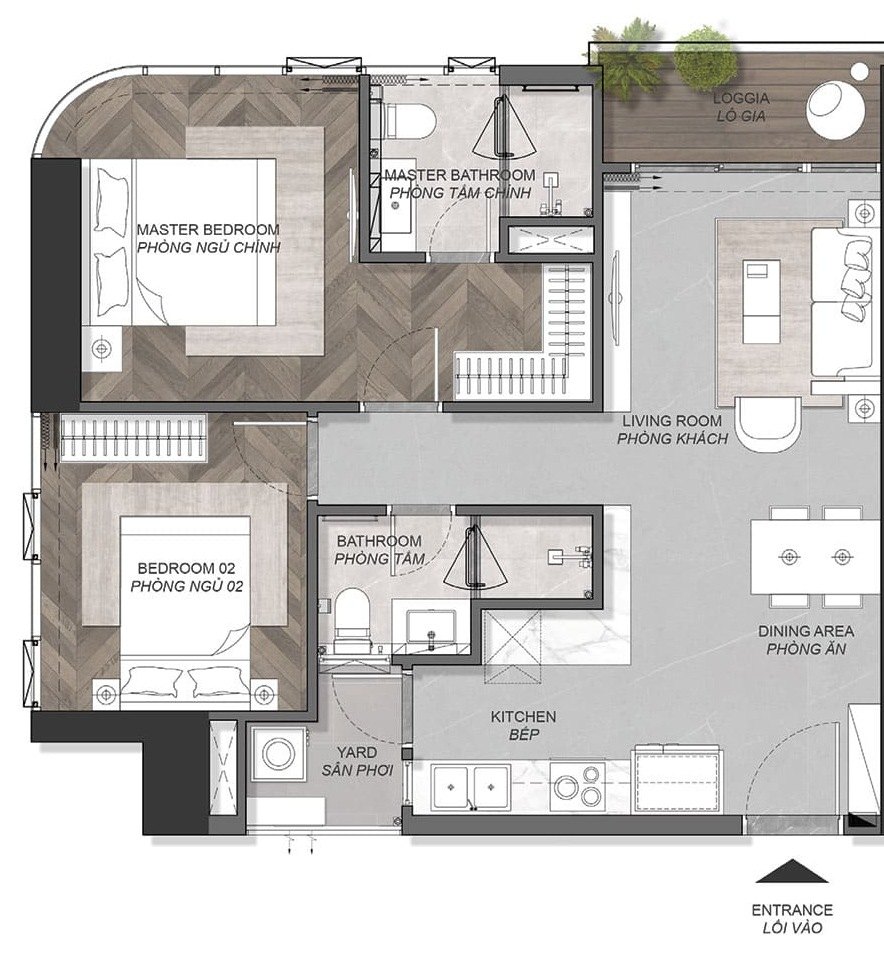 LOGGIA
LÔ GIA
MASTER BATHROOM
PHÒNG TẮM CHÍNH
MASTER BEDROOM
PHÒNG NGỦ CHÍNH
LIVING ROOM
PHÒNG KHÁCH
BATHROOM
PHÒNG TẮM
BEDROOM 02
PHÒNG NGỦ 02
DINING AREA
PHÒNG ĂN
KITCHEN
BẾP
YARD
SÂN PHƠI
ENTRANCE
LỐI VÀO